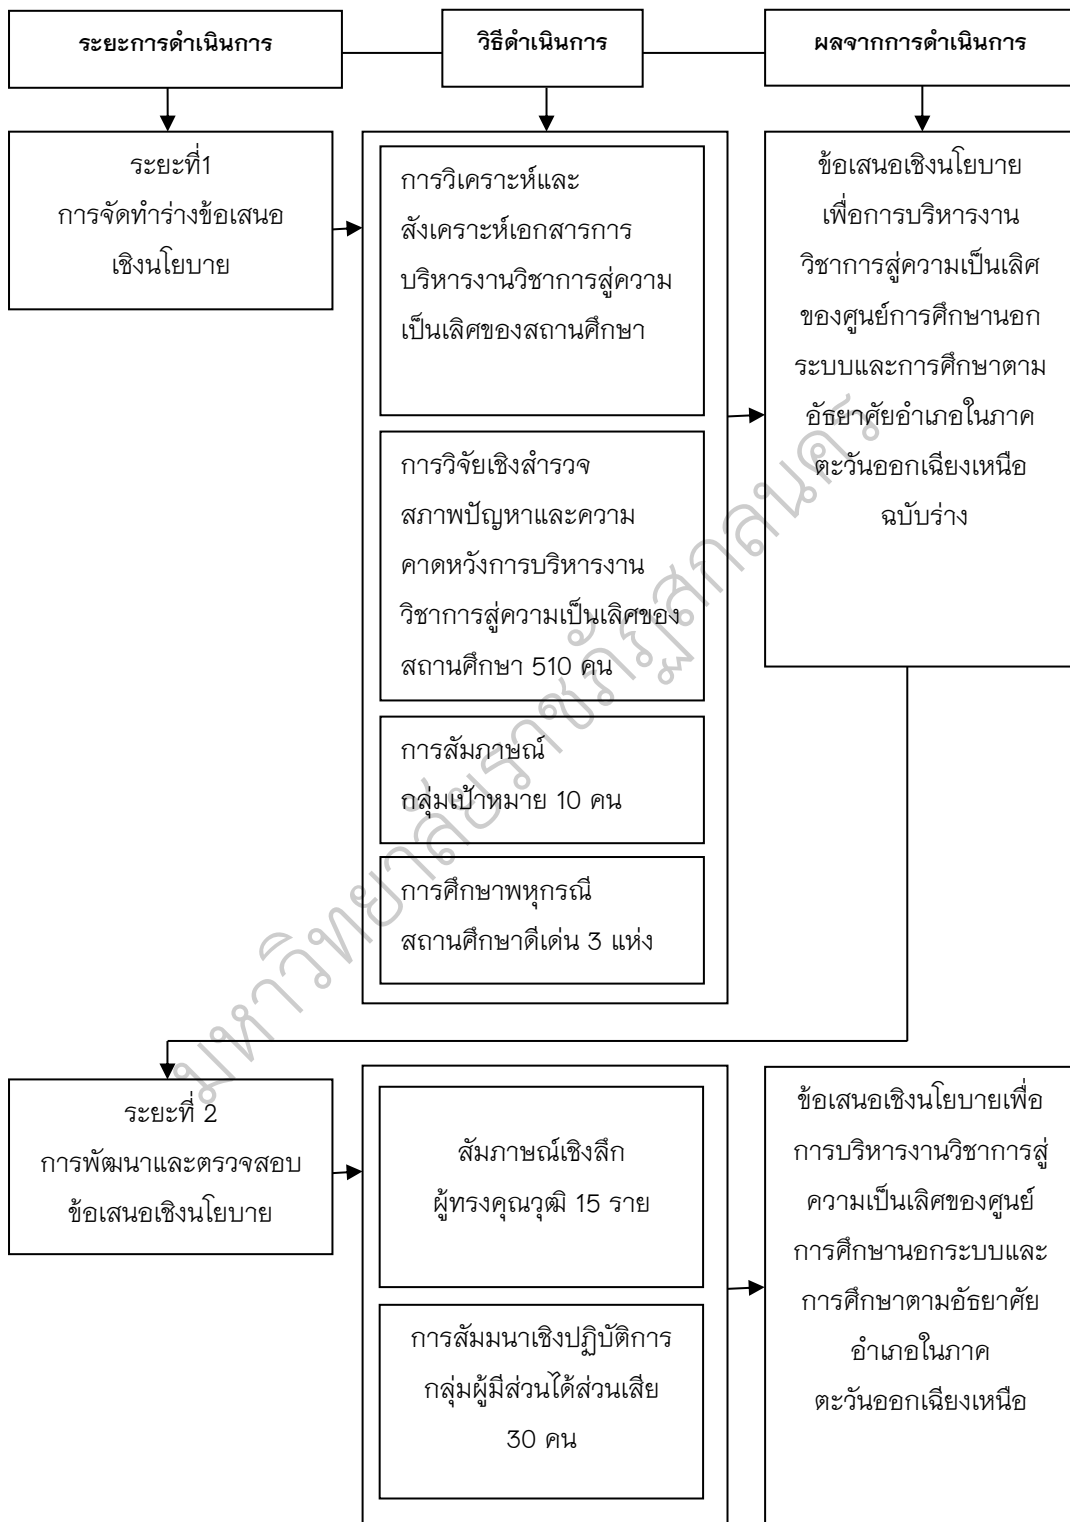 ระยะการดำเนินการ
วิธีดำเนินการ
ผลจากการดำเนินการ
ระยะที่1
การจัดทำร่างข้อเสนอ
เชิงนโยบาย
การวิเคราะห์และ
สังเคราะห์เอกสารการ
บริหารงานวิชาการสู่ความ
เป็นเลิศของสถานศึกษา
การวิจัยเชิงสำรวจ
สภาพปัญหาและความ
คาดหวังการบริหารงาน
วิชาการสู่ความเป็นเลิศของ
สถานศึกษา 510 คน
การสัมภาษณ์
กลุ่มเป้าหมาย 10 คน
การศึกษาพหุกรณี
สถานศึกษาดีเด่น 3 แห่ง
ข้อเสนอเชิงนโยบาย
เพื่อการบริหารงาน
วิชาการสู่ความเป็นเลิศ
ของศูนย์การศึกษานอก
ระบบและการศึกษาตาม
อัธยาศัยอำเภอในภาค
ตะวันออกเฉียงเหนือ
ฉบับร่าง
มหาวิทยาลัยราชภัฏสกลนคร
ระยะที่ 2
การพัฒนาและตรวจสอบ
ข้อเสนอเชิงนโยบาย
สัมภาษณ์เชิงลึก
ผู้ทรงคุณวุฒิ 15 ราย
การสัมมนาเชิงปฏิบัติการ
กลุ่มผู้มีส่วนได้ส่วนเสีย
30 คน
ข้อเสนอเชิงนโยบายเพื่อ
การบริหารงานวิชาการสู่
ความเป็นเลิศของศูนย์
การศึกษานอกระบบและ
การศึกษาตามอัธยาศัย
อำเภอในภาค
ตะวันออกเฉียงเหนือ